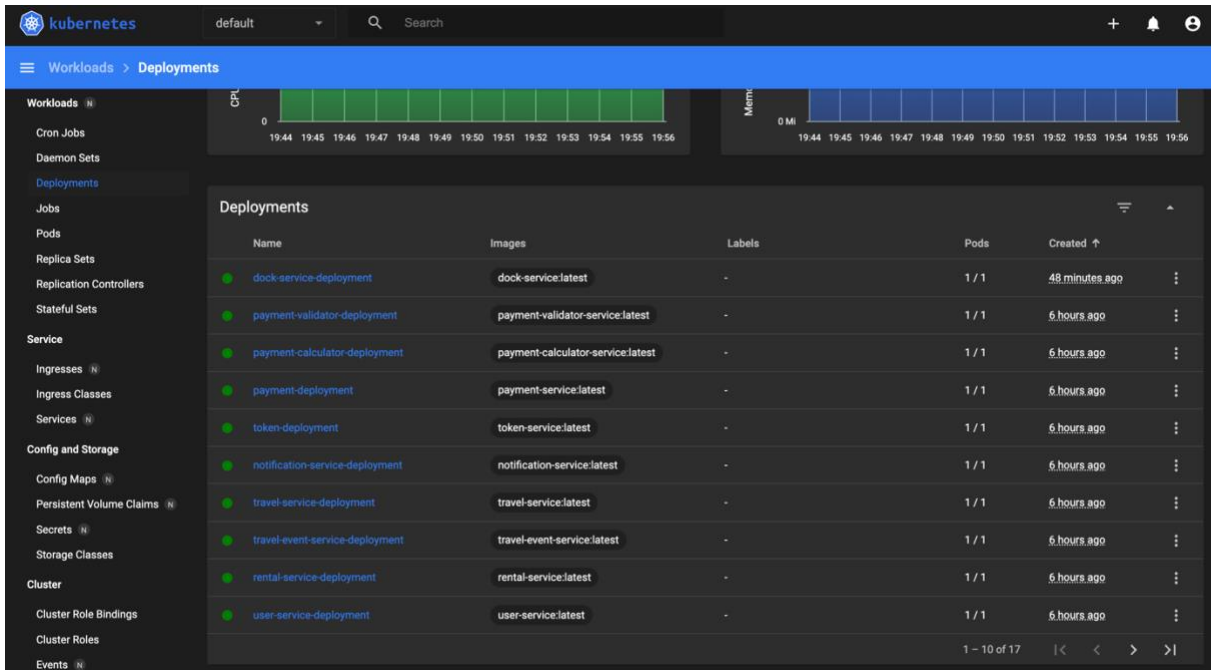 kubernetes
default
Search
Workloads > Deployments
Workloads N
Cron Jobs
Daemon Sets
Deployments
Jobs
Pods
Replica Sets
Replication Controllers
Stateful Sets
Service
Ingresses N
Ingress Classes
Services N
Config and Storage
Config Maps N
Persistent Volume Claims N
Secrets N
Storage Classes
Cluster
Cluster Role Bindings
Cluster Roles
Events N
CPU
0
19:44 19:45 19:46 19:47 19:48 19:49 19:50 19:51 19:52 19:53 19:54 19:55 19:56
Memo
0 Mi
19:44 19:45 19:46 19:47 19:48 19:49 19:50 19:51 19:52 19:53 19:54 19:55 19:56
Deployments
Name Images Labels Pods Created ↑
dock-service-deployment dock-service:latest - 1 / 1 48 minutes ago
payment-validator-deployment payment-validator-service:latest - 1 / 1 6 hours ago
payment-calculator-deployment payment-calculator-service:latest - 1 / 1 6 hours ago
payment-deployment payment-service:latest - 1 / 1 6 hours ago
token-deployment token-service:latest - 1 / 1 6 hours ago
notification-service-deployment notification-service:latest - 1 / 1 6 hours ago
travel-service-deployment travel-service:latest - 1 / 1 6 hours ago
travel-event-service-deployment travel-event-service:latest - 1 / 1 6 hours ago
rental-service-deployment rental-service:latest - 1 / 1 6 hours ago
user-service-deployment user-service:latest - 1 / 1 6 hours ago
1 – 10 of 17